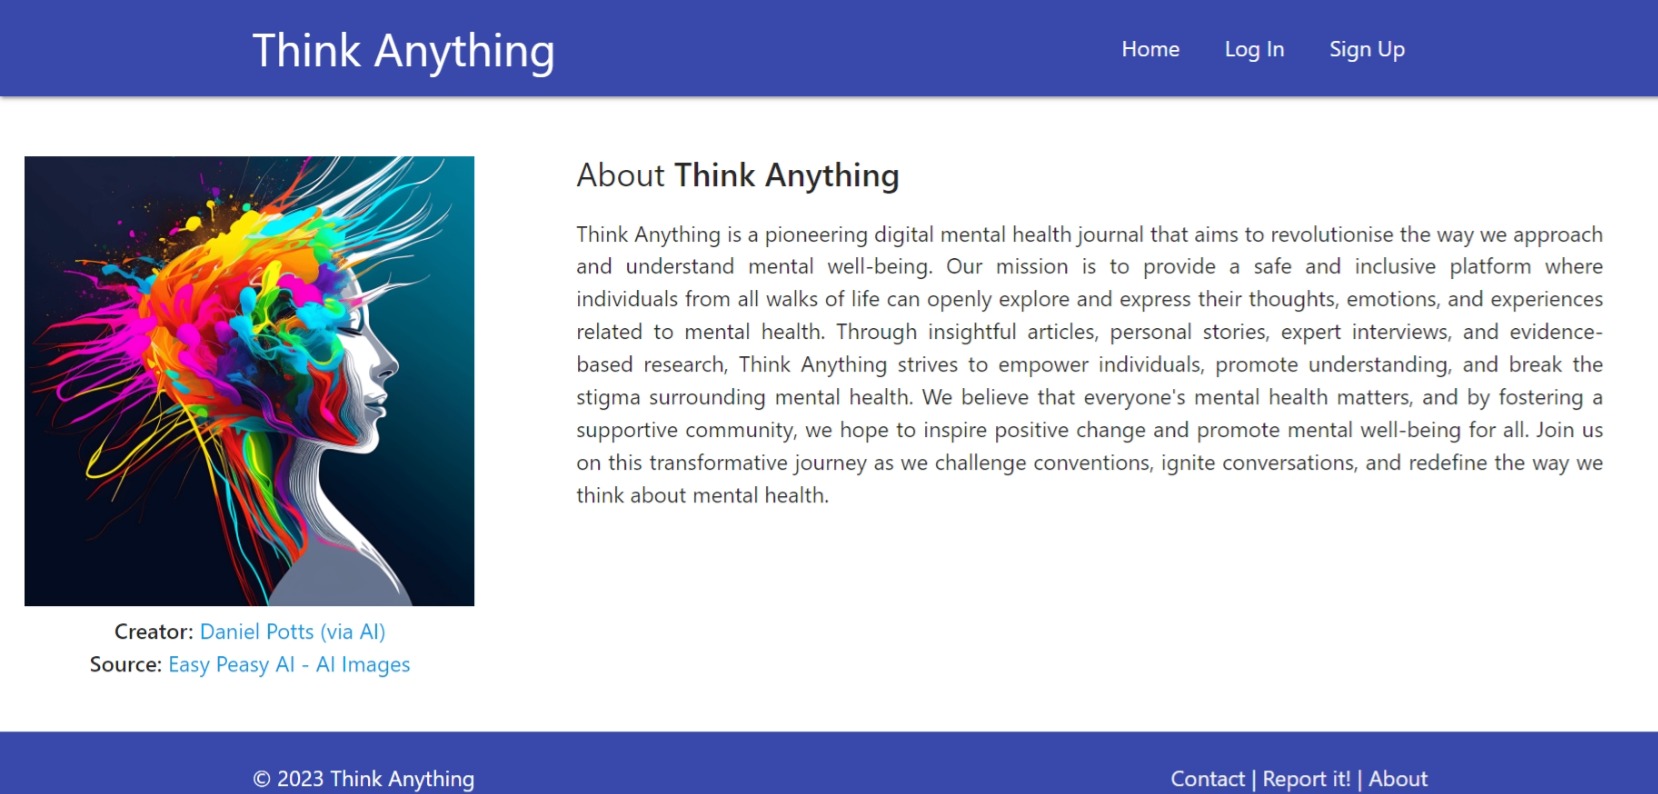 Think Anything
Home Log In Sign Up
About Think Anything
Think Anything is a pioneering digital mental health journal that aims to revolutionise the way we approach
and understand mental well-being. Our mission is to provide a safe and inclusive platform where
individuals from all walks of life can openly explore and express their thoughts, emotions, and experiences
related to mental health. Through insightful articles, personal stories, expert interviews, and evidence-
based research, Think Anything strives to empower individuals, promote understanding, and break the
stigma surrounding mental health. We believe that everyone's mental health matters, and by fostering a
supportive community, we hope to inspire positive change and promote mental well-being for all. Join us
on this transformative journey as we challenge conventions, ignite conversations, and redefine the way we
think about mental health.
Creator: Daniel Potts (via AI)
Source: Easy Peasy AI - AI Images
© 2023 Think Anything
Contact | Report it! | About